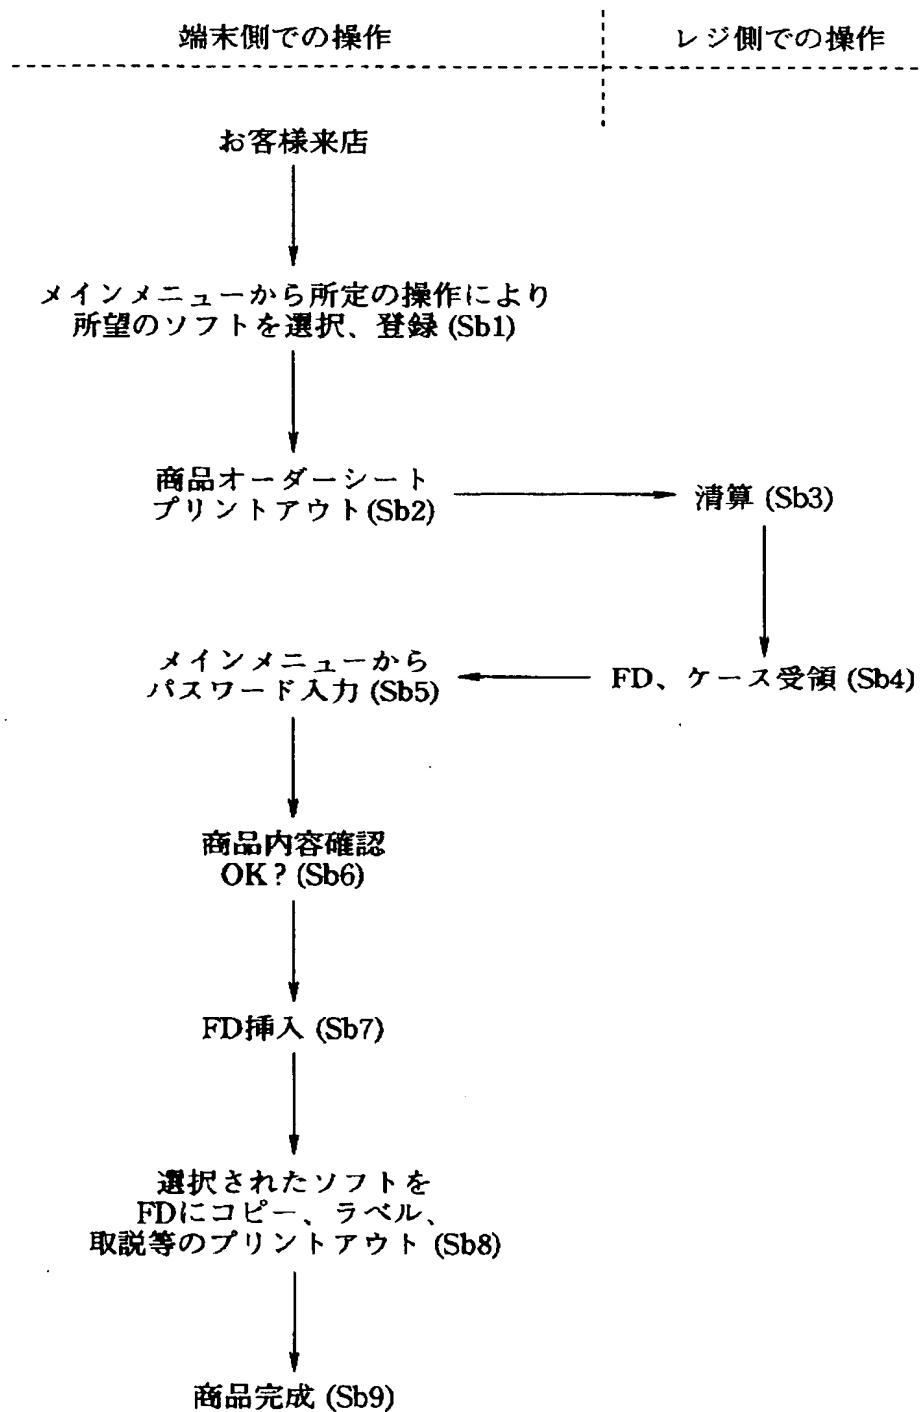 端末側での操作
レジ側での操作
お客様来店
メインメニューから所定の操作により
所望のソフトを選択、登録 (Sb1)
商品オーダーシート
プリントアウト(Sb2)
清算 (Sb3)
メインメニューから
パスワード入力 (Sb5)
FD、ケース受領 (Sb4)
商品内容確認
OK? (Sb6)
FD挿入 (Sb7)
選択されたソフトを
FDにコピー、ラベル、
取説等のプリントアウト (Sb8)
商品完成 (Sb9)